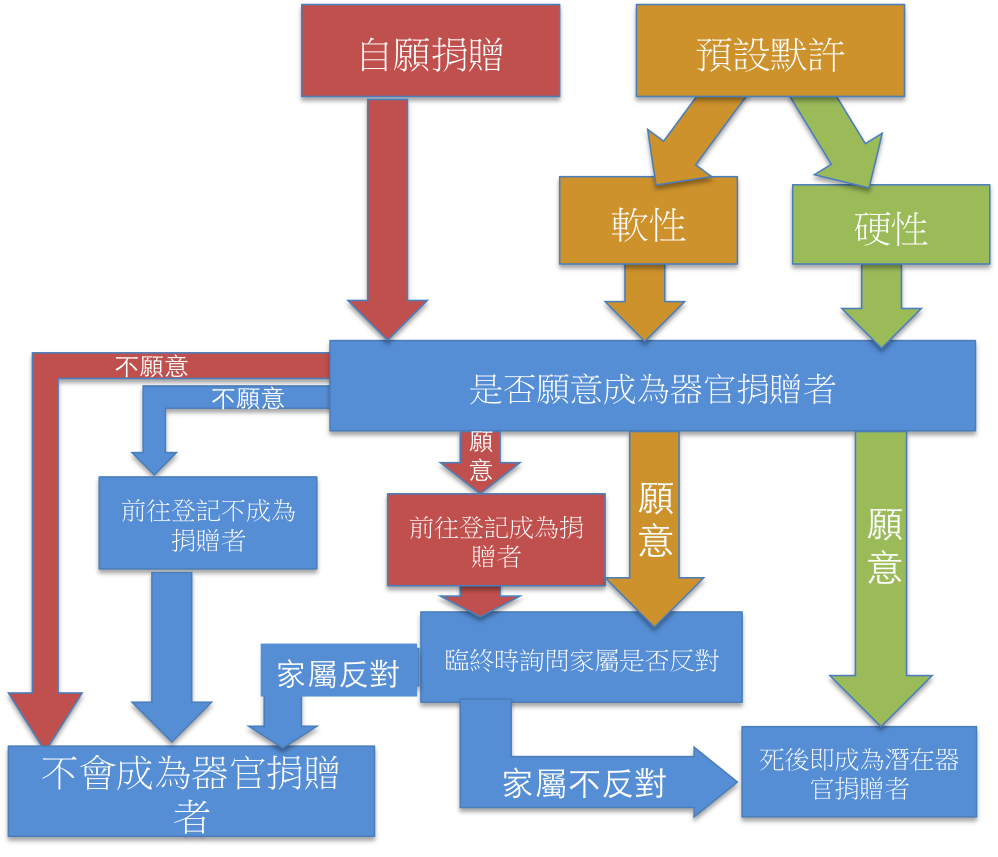 自願捐贈
預設默許
軟性
硬性
是否願意成為器官捐贈者
不願意
不願意
願
意
願
意
願
意
前往登記不成為
捐贈者
前往登記成為捐
贈者
臨終時詢問家屬是否反對
家屬反對
家屬不反對
不會成為器官捐贈
者
死後即成為潛在器
官捐贈者